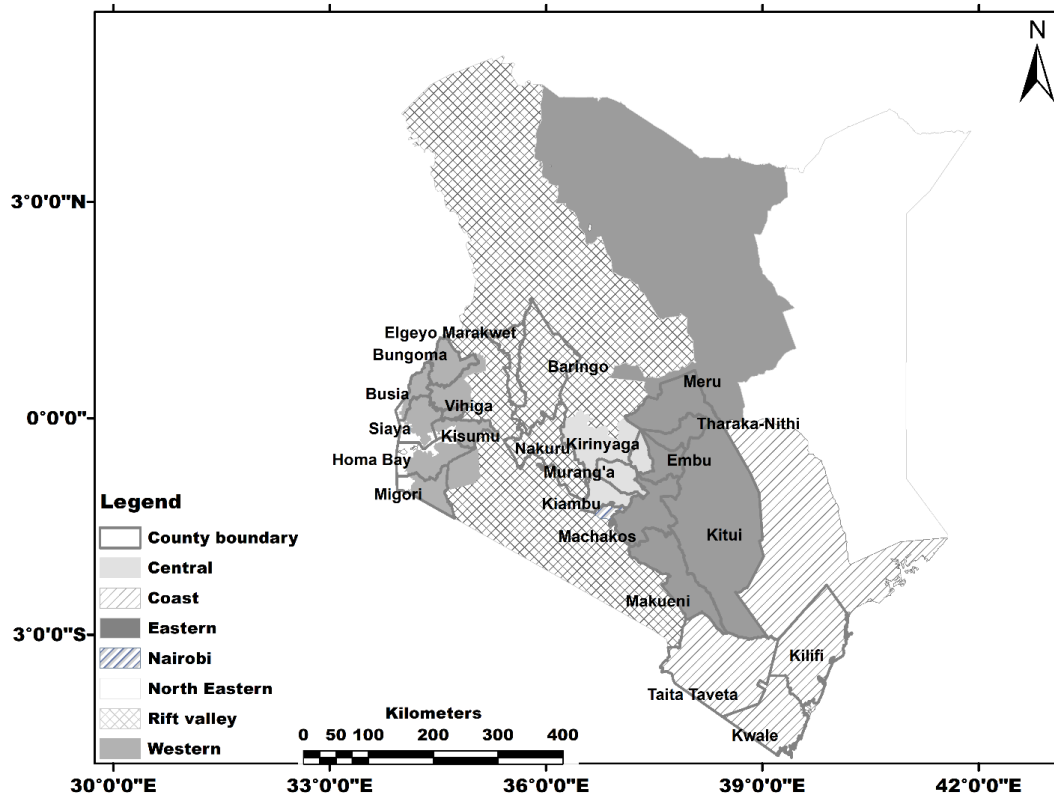 N
3°0'0"N
0°0'0"
3°0'0"S
Elgeyo Marakwet
Bungoma
Baringo
Meru
Busia
Vihiga
Tharaka-Nithi
Siaya
Kisumu
Nakuru
Kirinyaga
Homa Bay
Embu
Murang'a
Migori
Kiambu
Machakos
Kitui
Makueni
Kilifi
Taita Taveta
Kwale
Legend
County boundary
Central
Coast
Eastern
Nairobi
North Eastern
Rift valley
Western
Kilometers
0 50 100 200 300 400
30°0'0"E 33°0'0"E 36°0'0"E 39°0'0"E 42°0'0"E